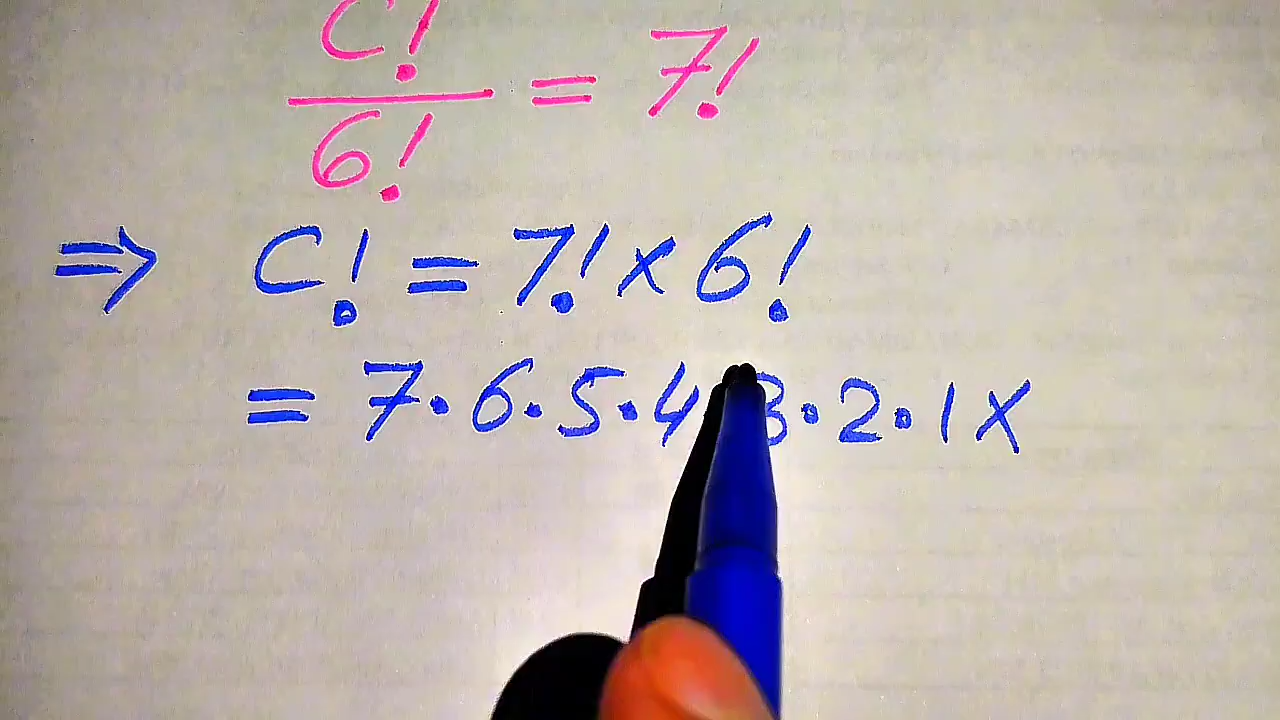 C!/6! = 7!
⇒ C! = 7! × 6!
= 7·6·5·4·3·2·1 ×